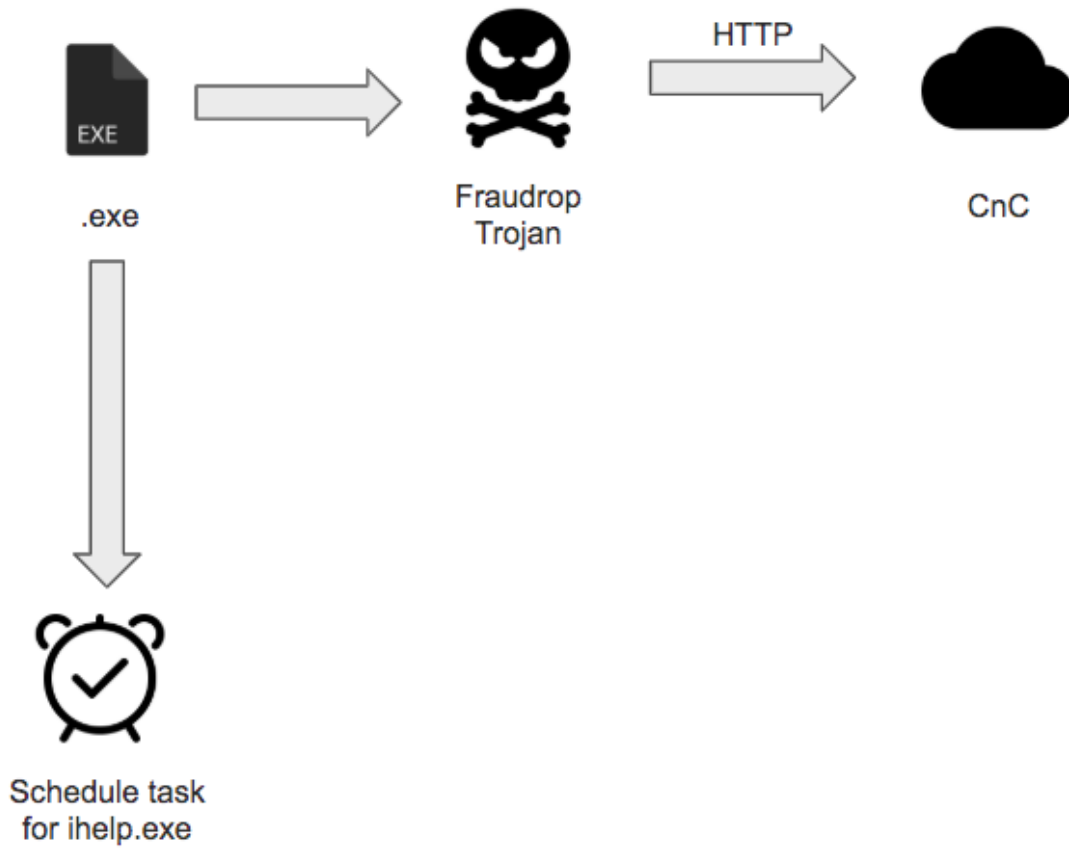 HTTP
EXE
.exe
Fraudrop
Trojan
CnC
Schedule task
for ihelp.exe